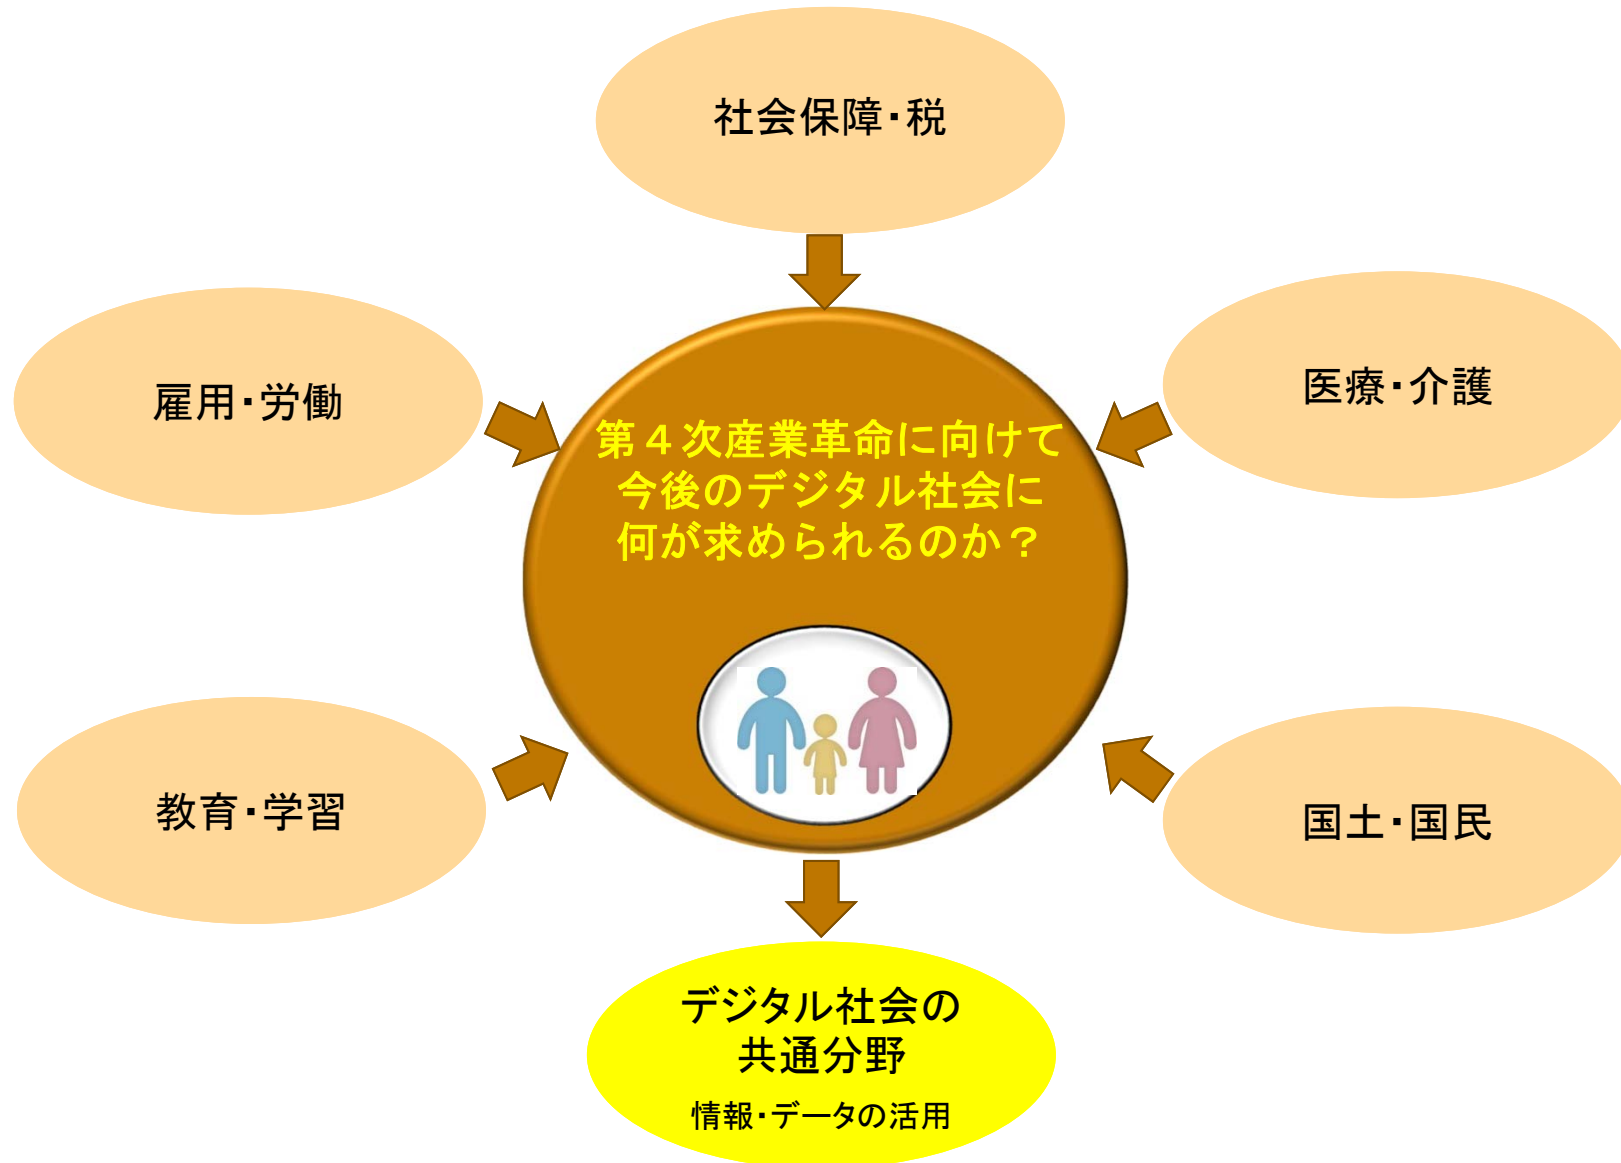 社会保障・税
雇用・労働
医療・介護
第４次産業革命に向けて
今後のデジタル社会に
何が求められるのか？
教育・学習
国土・国民
デジタル社会の
共通分野
情報・データの活用